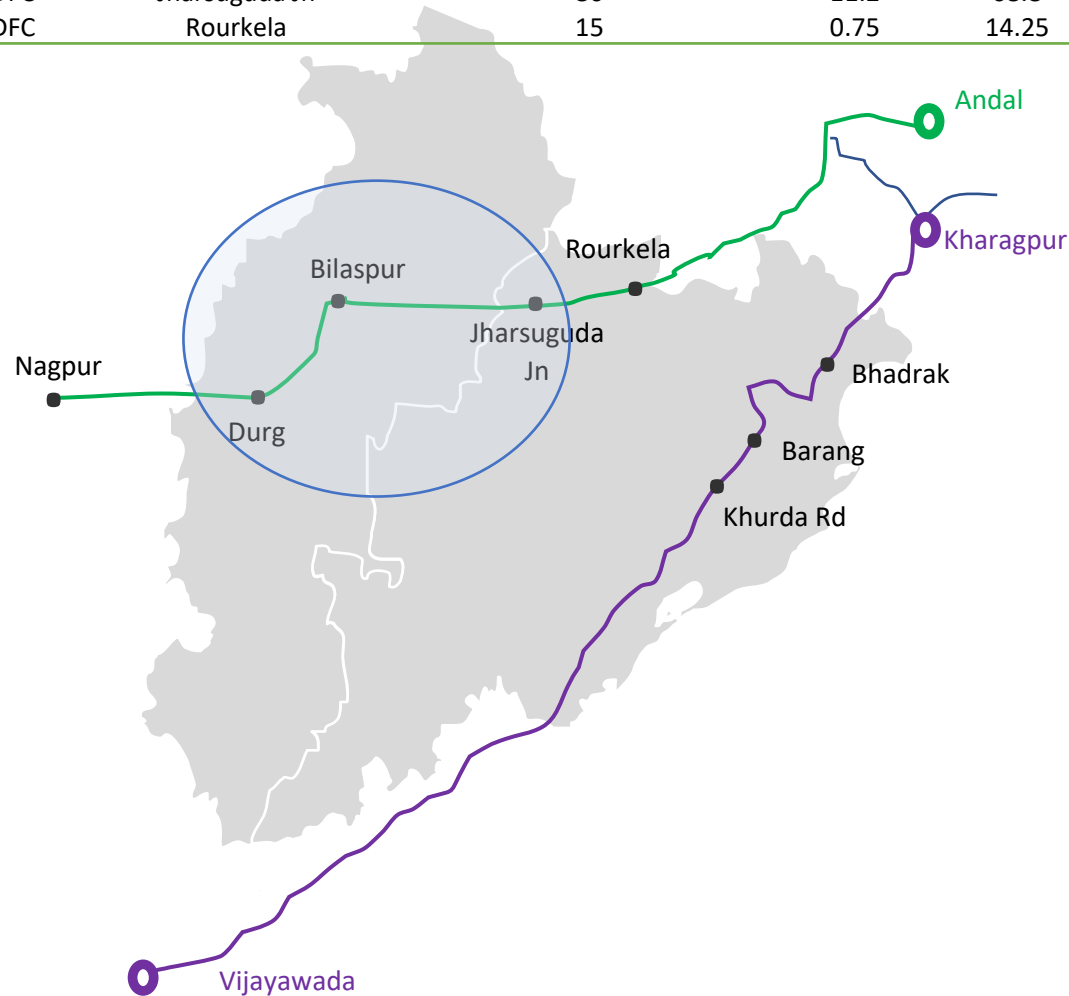 DFC Rourkela 15 0.75 14.25
Andal
Kharagpur
Rourkela
Bilaspur
Jharsuguda
Jn
Nagpur
Bhadrak
Durg
Barang
Khurda Rd
Vijayawada